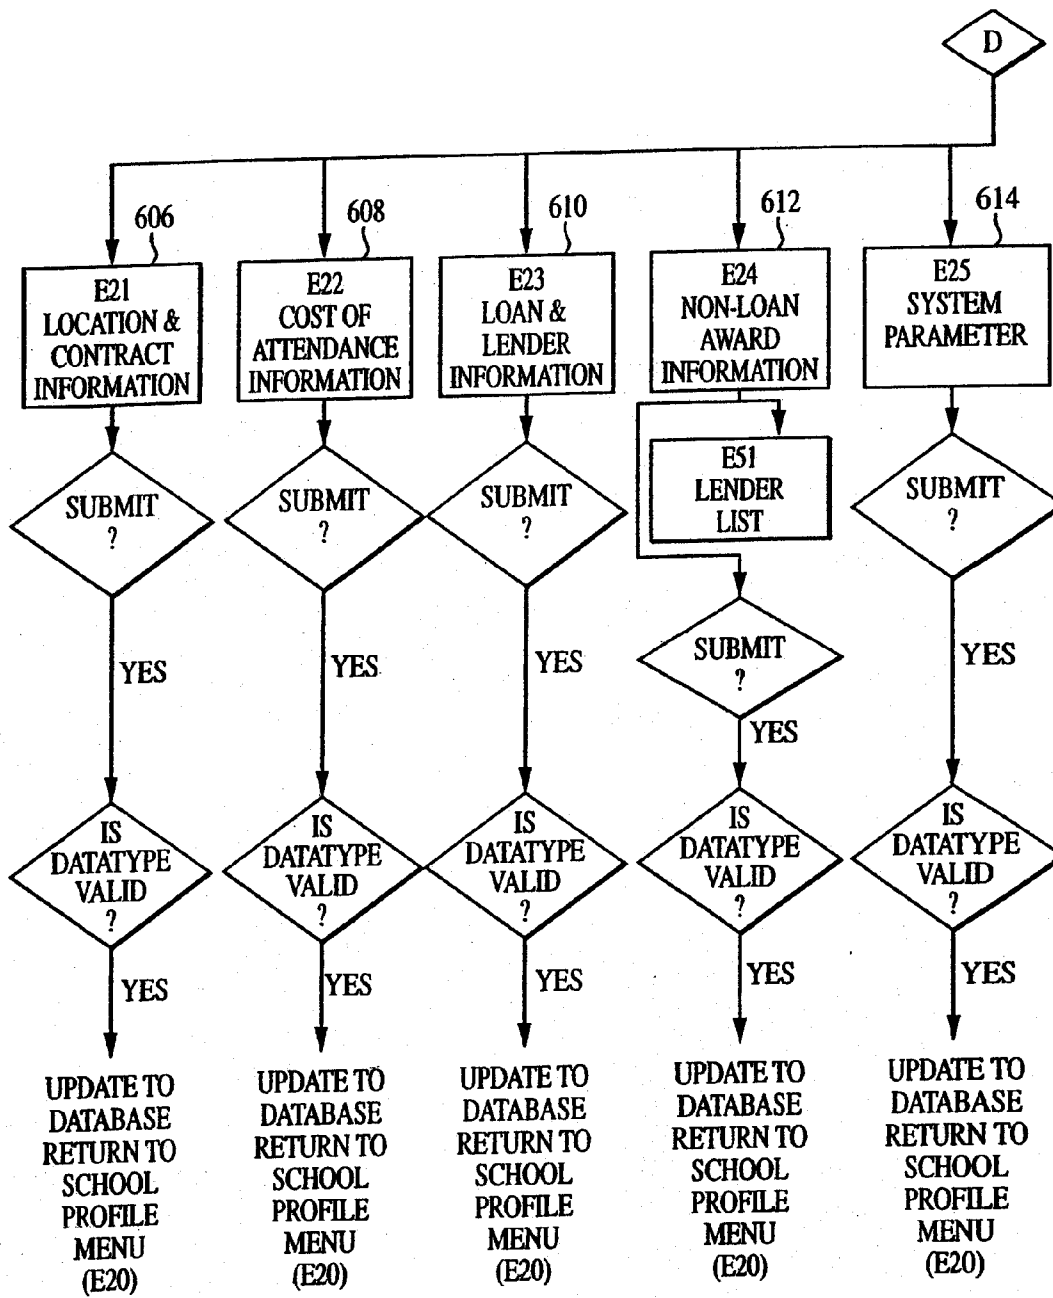 D
606
608
610
612
614
E21
LOCATION &
CONTRACT
INFORMATION
E22
COST OF
ATTENDANCE
INFORMATION
E23
LOAN &
LENDER
INFORMATION
E24
NON-LOAN
AWARD
INFORMATION
E25
SYSTEM
PARAMETER
E51
LENDER
LIST
SUBMIT
?
SUBMIT
?
SUBMIT
?
SUBMIT
?
SUBMIT
?
YES
YES
YES
YES
YES
IS
DATATYPE
VALID
?
IS
DATATYPE
VALID
?
IS
DATATYPE
VALID
?
IS
DATATYPE
VALID
?
IS
DATATYPE
VALID
?
YES
YES
YES
YES
YES
UPDATE TO
DATABASE
RETURN TO
SCHOOL
PROFILE
MENU
(E20)
UPDATE TO
DATABASE
RETURN TO
SCHOOL
PROFILE
MENU
(E20)
UPDATE TO
DATABASE
RETURN TO
SCHOOL
PROFILE
MENU
(E20)
UPDATE TO
DATABASE
RETURN TO
SCHOOL
PROFILE
MENU
(E20)
UPDATE TO
DATABASE
RETURN TO
SCHOOL
PROFILE
MENU
(E20)